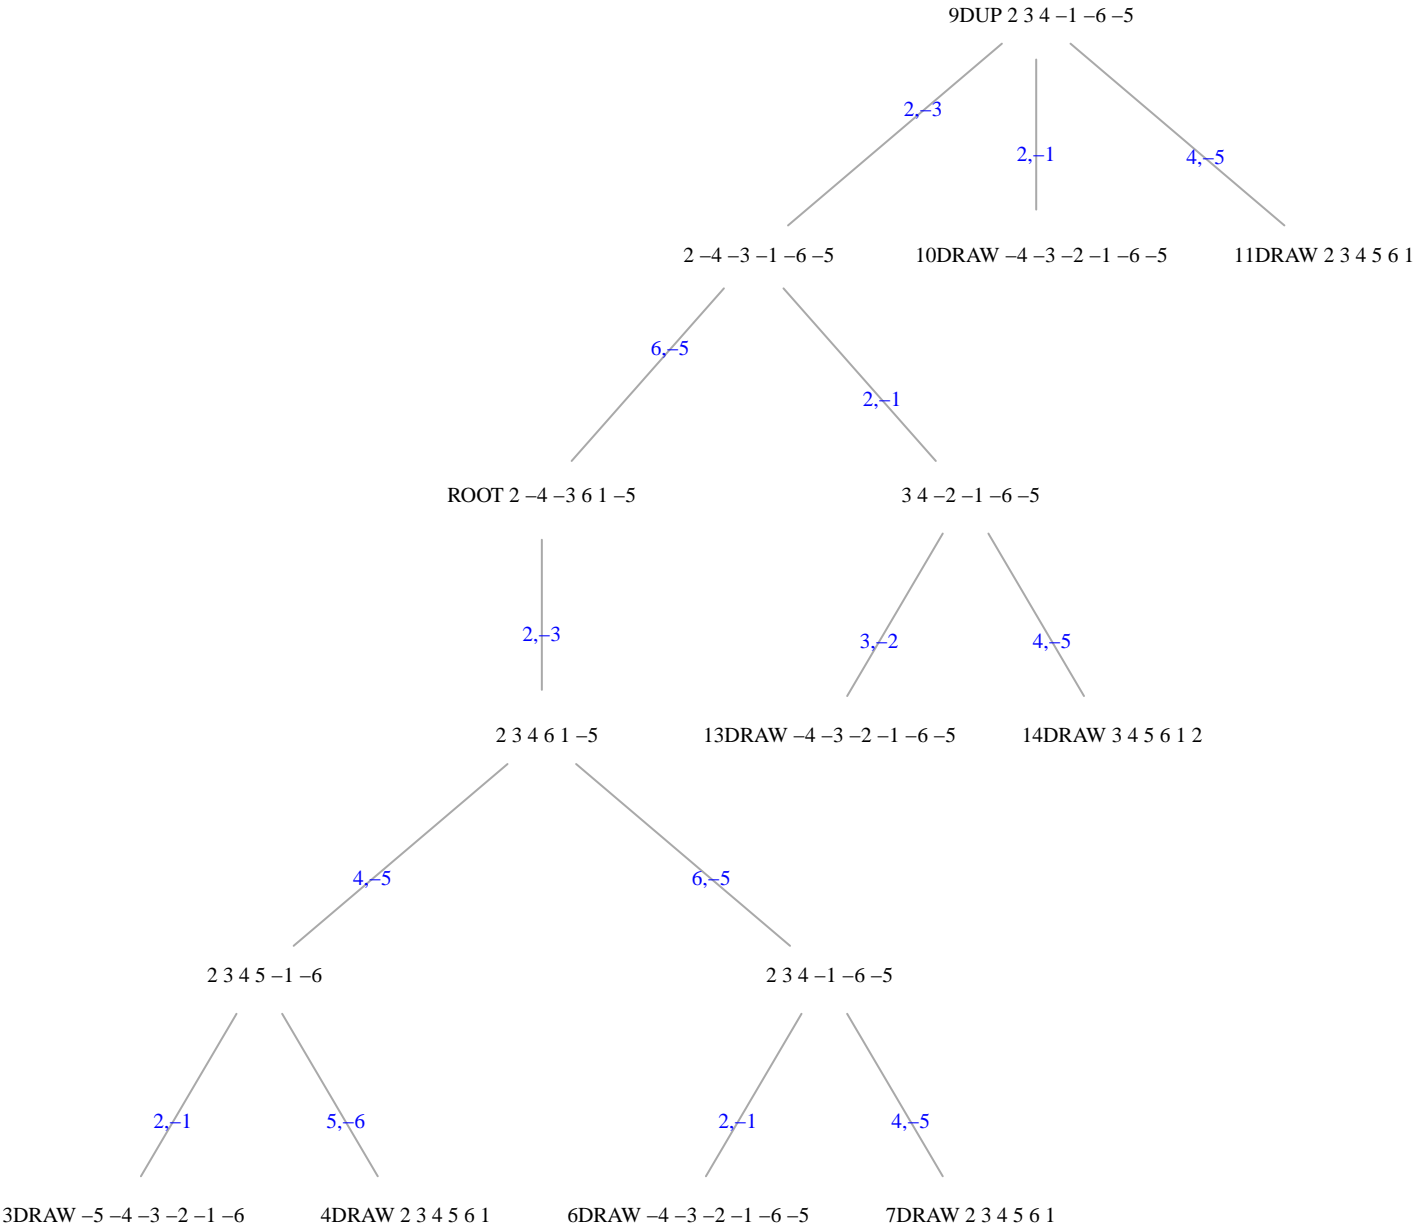 9DUP 2 3 4 –1 –6 –5
2,–3
2,–1
4,–5
2 –4 –3 –1 –6 –5
10DRAW –4 –3 –2 –1 –6 –5
11DRAW 2 3 4 5 6 1
6,–5
2,–1
ROOT 2 –4 –3 6 1 –5
3 4 –2 –1 –6 –5
2,–3
3,–2
4,–5
2 3 4 6 1 –5
13DRAW –4 –3 –2 –1 –6 –5
14DRAW 3 4 5 6 1 2
4,–5
6,–5
2 3 4 5 –1 –6
2 3 4 –1 –6 –5
2,–1
5,–6
2,–1
4,–5
3DRAW –5 –4 –3 –2 –1 –6
4DRAW 2 3 4 5 6 1
6DRAW –4 –3 –2 –1 –6 –5
7DRAW 2 3 4 5 6 1